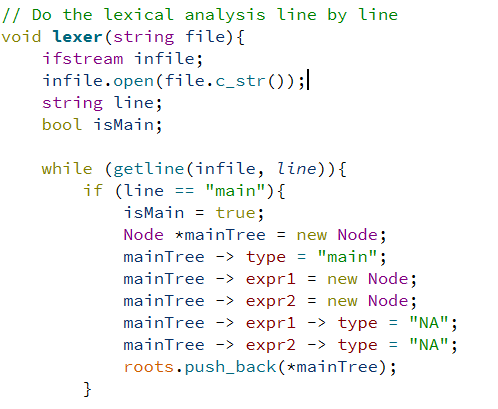 // Do the lexical analysis line by line
void lexer(string file){
    ifstream infile;
    infile.open(file.c_str());
    string line;
    bool isMain;

    while (getline(infile, line)){
        if (line == "main"){
            isMain = true;
            Node *mainTree = new Node;
            mainTree -> type = "main";
            mainTree -> expr1 = new Node;
            mainTree -> expr2 = new Node;
            mainTree -> expr1 -> type = "NA";
            mainTree -> expr2 -> type = "NA";
            roots.push_back(*mainTree);
        }